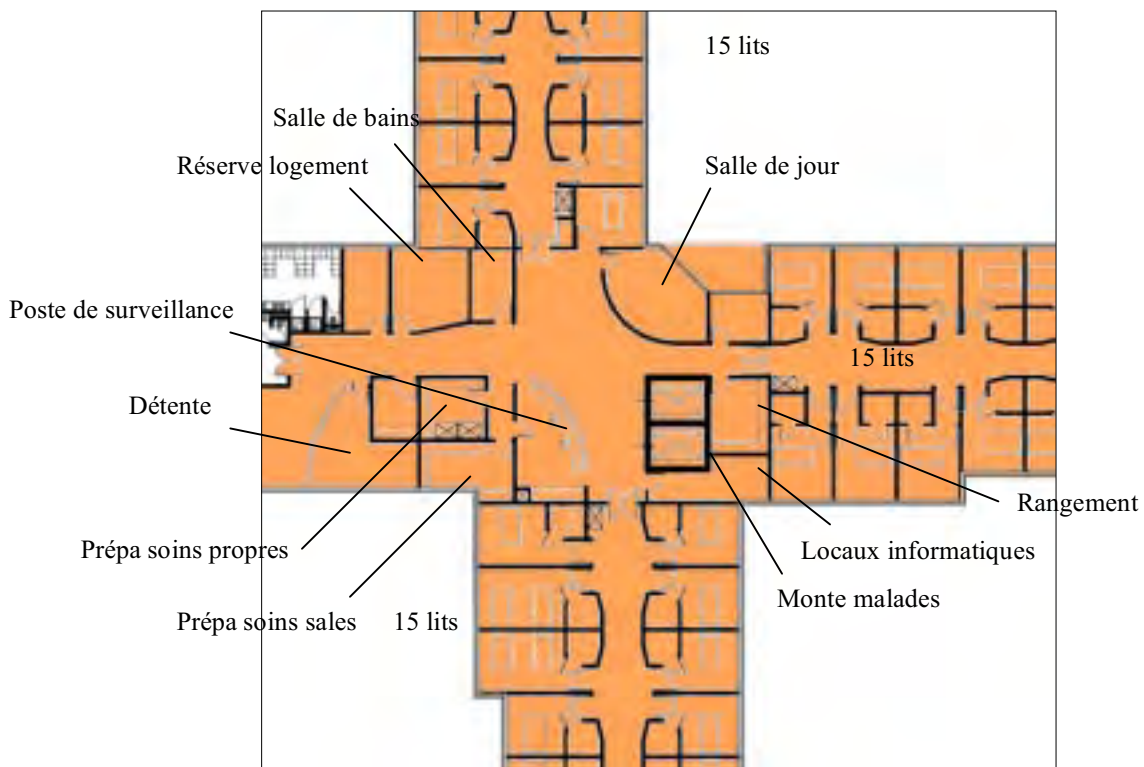 15 lits
Salle de bains
Réserve logement
Salle de jour
Poste de surveillance
15 lits
Détente
Rangement
Prépa soins propres
Locaux informatiques
Monte malades
Prépa soins sales
15 lits